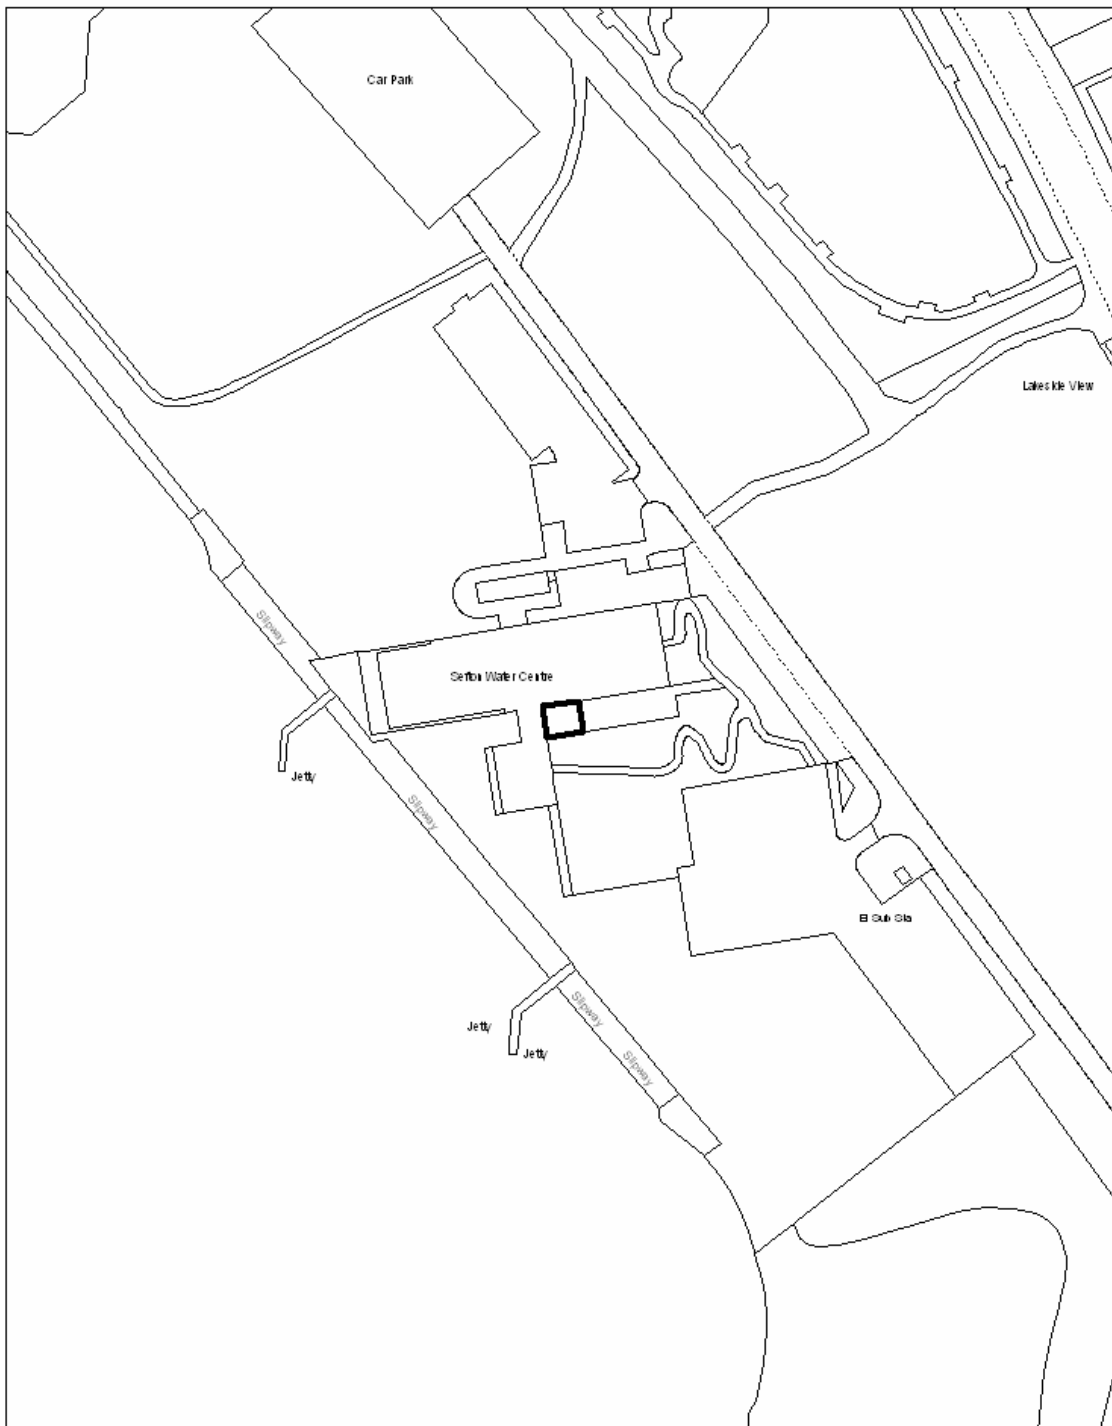 Car Park
Lakeside View
Slipway
Sefton Water Centre
Jetty
Slipway
El Sub Sta
Slipway
Jetty
Jetty
Slipway